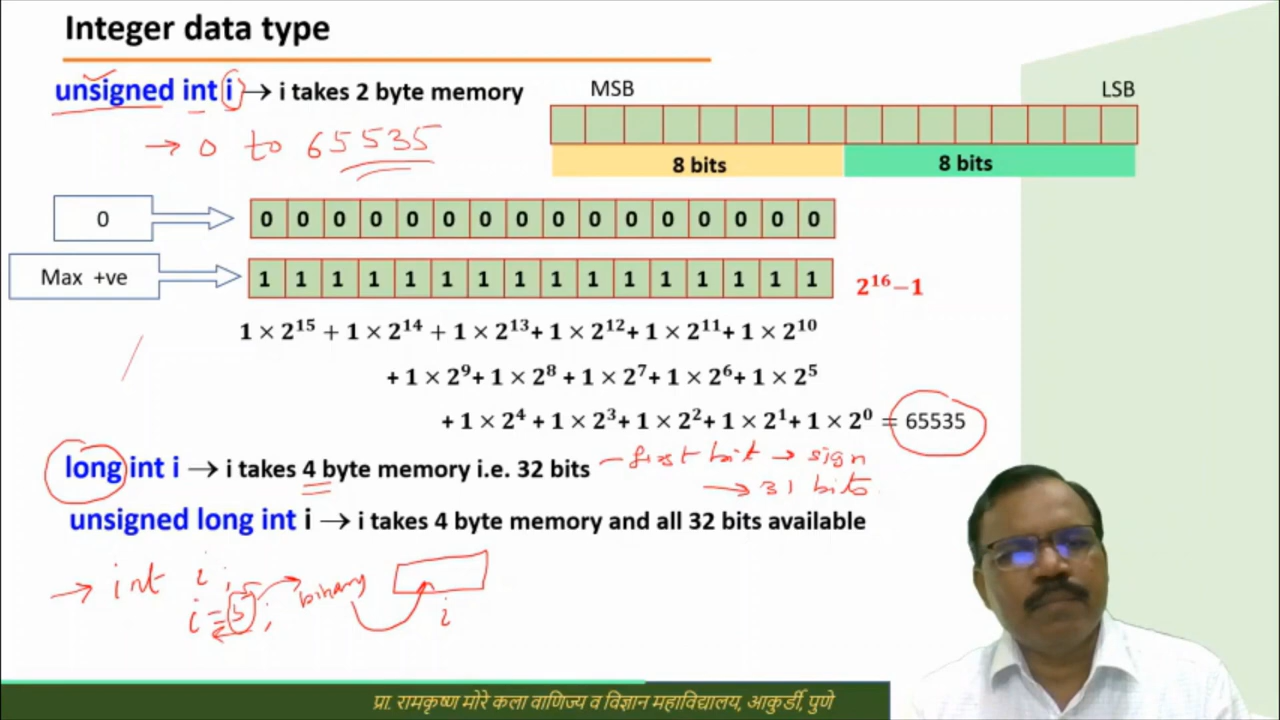 Integer data type
unsigned int i → i takes 2 byte memory
MSB LSB
→ 0 to 65535
8 bits 8 bits
0 0 0 0 0 0 0 0 0 0 0 0 0 0 0 0 0
Max +ve 1 1 1 1 1 1 1 1 1 1 1 1 1 1 1 1 2¹⁶−1
1 × 2¹⁵ + 1 × 2¹⁴ + 1 × 2¹³+ 1 × 2¹²+ 1 × 2¹¹+ 1 × 2¹⁰
+ 1 × 2⁹+ 1 × 2⁸ + 1 × 2⁷+ 1 × 2⁶+ 1 × 2⁵
+ 1 × 2⁴ + 1 × 2³+ 1 × 2²+ 1 × 2¹+ 1 × 2⁰ = 65535
long int i → i takes 4 byte memory i.e. 32 bits – first bit → sign
→ 31 bits
unsigned long int i → i takes 4 byte memory and all 32 bits available
→ int i;
i = 5; binary i
प्रा. रामकृष्ण मोरे कला वाणिज्य व विज्ञान महाविद्यालय, आकुर्डी, पुणे